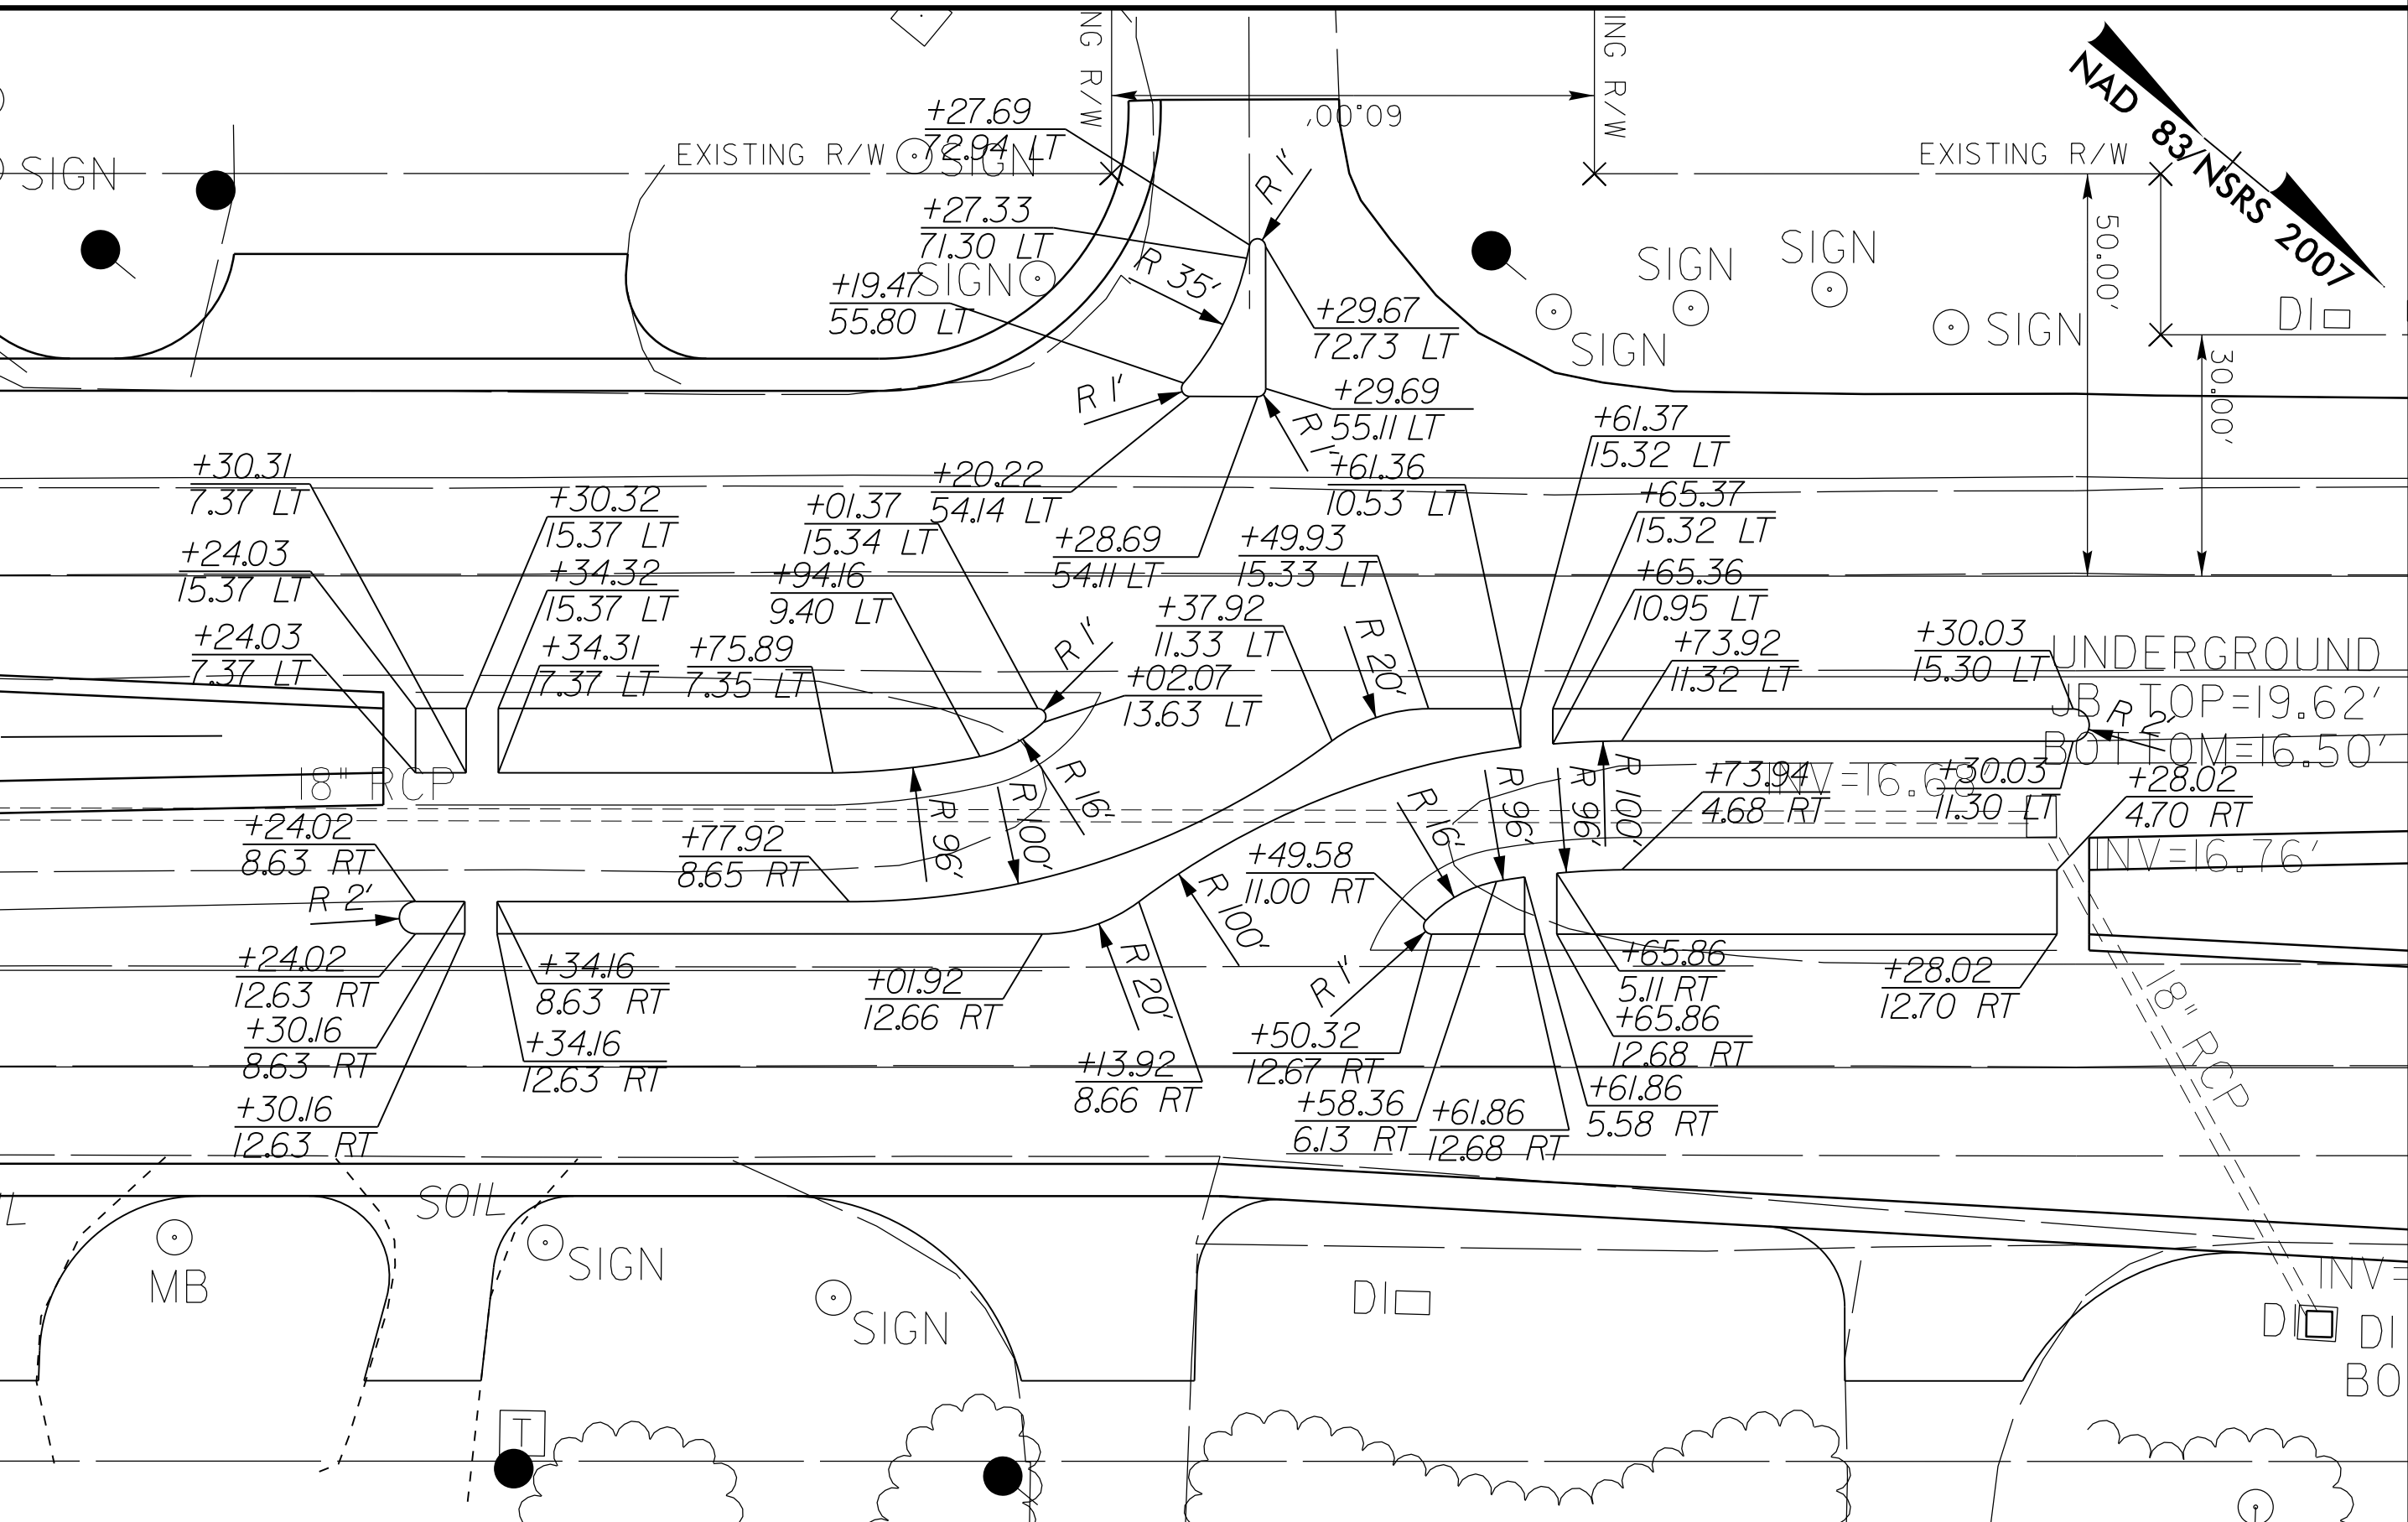 ING R/W
ING R/W
60.00'
NAD 83/NSRS 2007
EXISTING R/W
EXISTING R/W
SIGN
SIGN
+27.69
72.94 LT
+27.33
71.30 LT
SIGN
+19.47
55.80 LT
R 1'
R 35'
R 1'
+29.67
72.73 LT
+29.69
55.11 LT
R 1'
SIGN
SIGN
SIGN
SIGN
DI
50.00'
30.00'
+30.31
7.37 LT
+24.03
15.37 LT
+24.03
7.37 LT
+30.32
15.37 LT
+34.32
15.37 LT
+34.31
7.37 LT
+01.37
15.34 LT
+94.16
9.40 LT
+75.89
7.35 LT
+20.22
54.14 LT
+28.69
54.11 LT
+49.93
15.33 LT
+37.92
11.33 LT
+02.07
13.63 LT
R 1'
R 20'
+61.37
15.32 LT
+61.36
10.53 LT
+65.37
15.32 LT
+65.36
10.95 LT
+73.92
11.32 LT
+30.03
15.30 LT
UNDERGROUND
JB TOP=19.62'
BOTTOM=16.50'
R 2'
18" RCP
R 96'
R 100'
R 16'
R 16'
R 96'
R 96'
R 100'
+73.94
4.68 RT
INV=16.68'
+30.03
11.30 LT
+28.02
4.70 RT
INV=16.76'
+24.02
8.63 RT
R 2'
+24.02
12.63 RT
+30.16
8.63 RT
+30.16
12.63 RT
+34.16
8.63 RT
+34.16
12.63 RT
+77.92
8.65 RT
+01.92
12.66 RT
R 20'
R 100'
+13.92
8.66 RT
+49.58
11.00 RT
R 1'
+50.32
12.67 RT
+58.36
6.13 RT
+61.86
12.68 RT
+61.86
5.58 RT
+65.86
5.11 RT
+65.86
12.68 RT
+28.02
12.70 RT
18" RCP
L
SOIL
MB
SIGN
SIGN
DI
INV=
DI
DI
BO
T